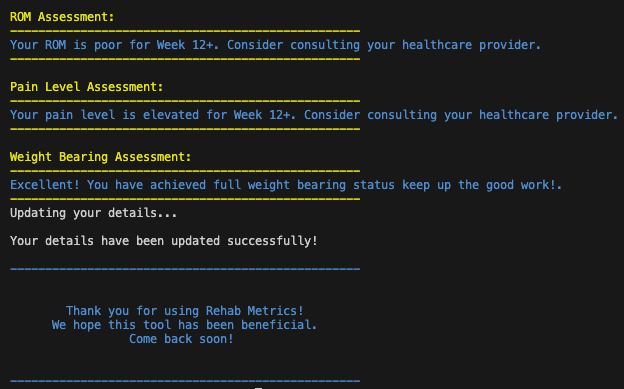 ROM Assessment:
--------------------------------------------------
Your ROM is poor for Week 12+. Consider consulting your healthcare provider.
--------------------------------------------------
Pain Level Assessment:
--------------------------------------------------
Your pain level is elevated for Week 12+. Consider consulting your healthcare provider.
--------------------------------------------------
Weight Bearing Assessment:
--------------------------------------------------
Excellent! You have achieved full weight bearing status keep up the good work!.
--------------------------------------------------
Updating your details...
Your details have been updated successfully!
--------------------------------------------------
Thank you for using Rehab Metrics!
We hope this tool has been beneficial.
Come back soon!
--------------------------------------------------